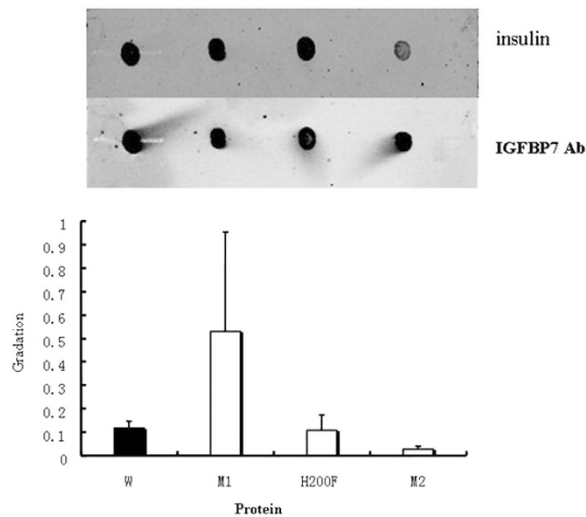 insulin
IGFBP7 Ab
1
0.9
0.8
0.7
0.6
0.5
0.4
0.3
0.2
0.1
0
Gradation
W M1 H200F M2
Protein